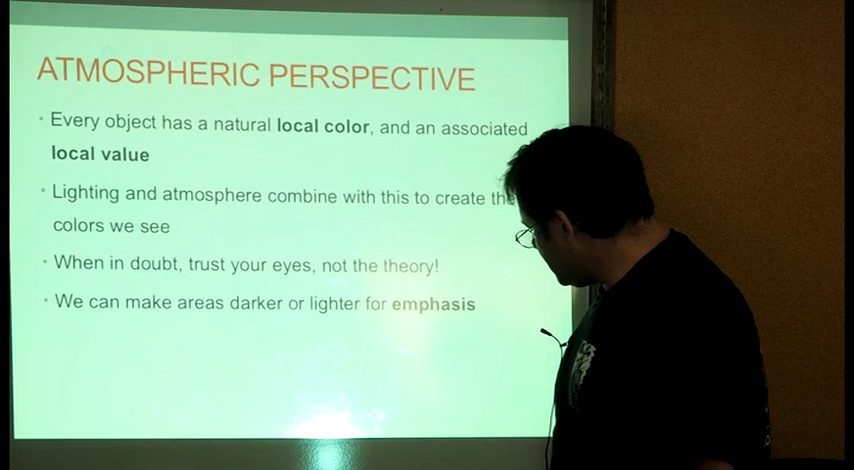 ATMOSPHERIC PERSPECTIVE
• Every object has a natural local color, and an associated
local value
• Lighting and atmosphere combine with this to create the
colors we see
• When in doubt, trust your eyes, not the theory!
• We can make areas darker or lighter for emphasis